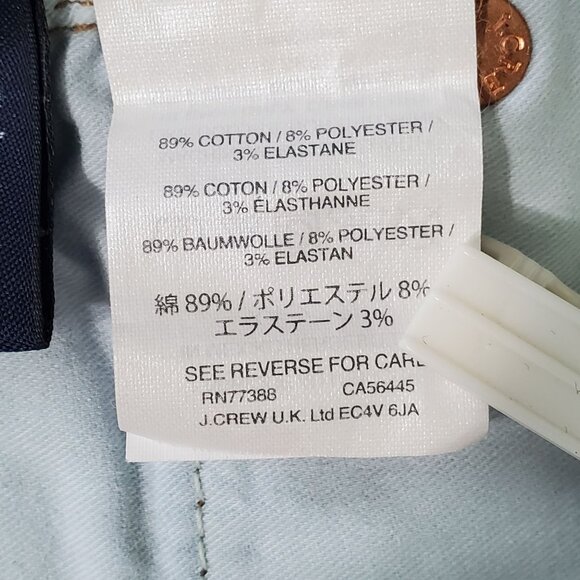 89% COTTON / 8% POLYESTER /
3% ELASTANE
89% COTON / 8% POLYESTER /
3% ÉLASTHANNE
89% BAUMWOLLE / 8% POLYESTER /
3% ELASTAN
綿 89% / ポリエステル 8%
エラステーン 3%
SEE REVERSE FOR CARE
RN77388 CA56445
J.CREW U.K. Ltd EC4V 6JA